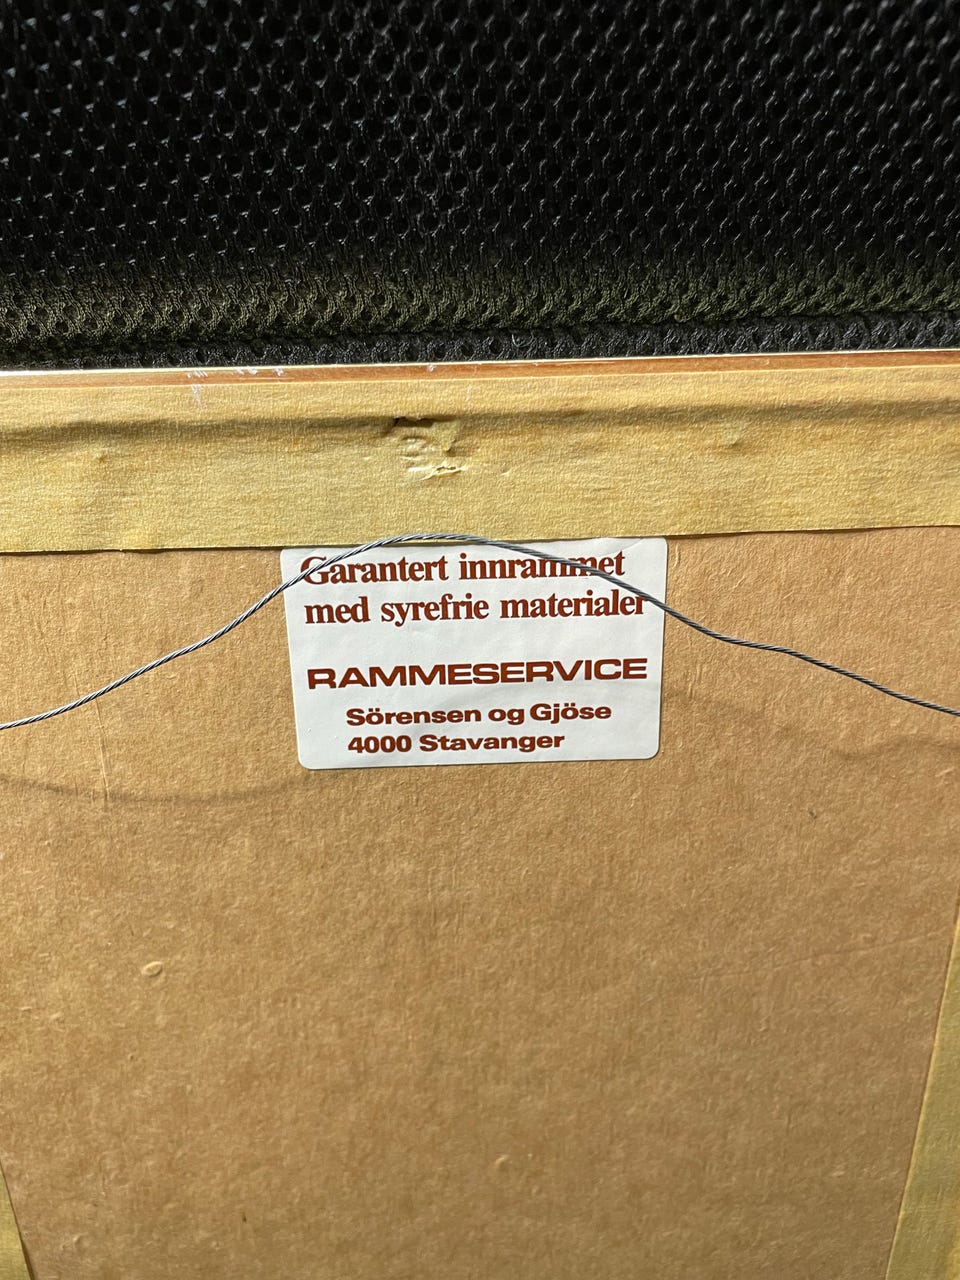 Garantert innrammet
med syrefrie materialer
RAMMESERVICE
Sörensen og Gjöse
4000 Stavanger